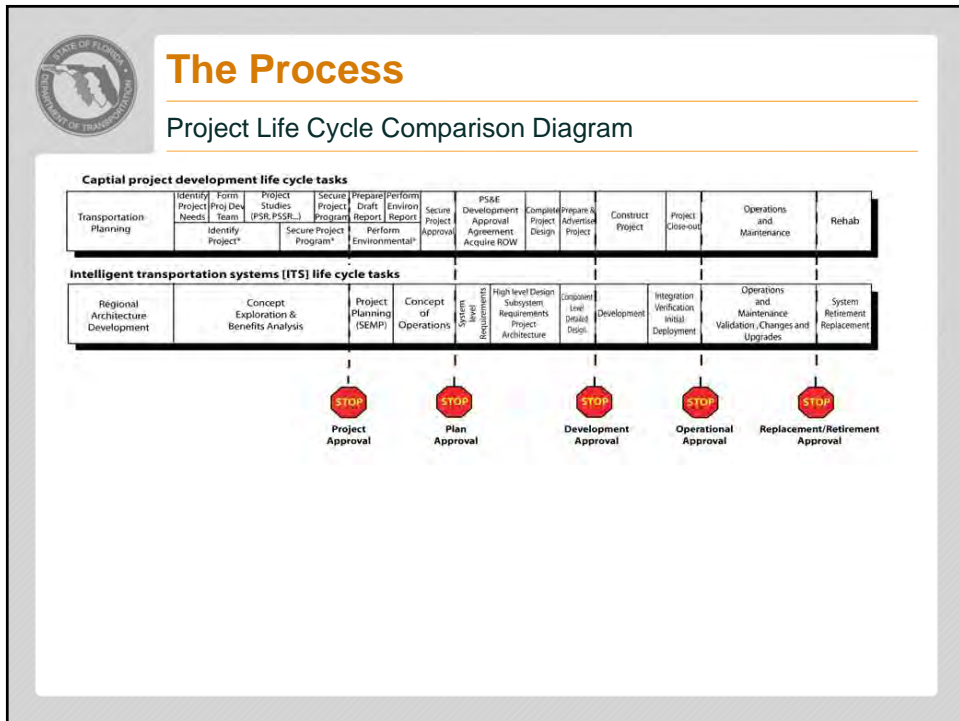 STATE OF FLORIDA
DEPARTMENT OF TRANSPORTATION
The Process
Project Life Cycle Comparison Diagram
Captial project development life cycle tasks
Transportation
Planning
Identify
Project
Needs
Form
Proj Dev
Team
Project
Studies
(PSR, PSSR...)
Secure
Project
Program
Prepare
Draft
Report
Perform
Environ
Report
Identify
Project*
Secure Project
Program*
Perform
Environmental*
Secure
Project
Approval
PS&E
Development
Approval
Agreement
Acquire ROW
Complete
Project
Design
Prepare &
Advertise
Project
Construct
Project
Project
Close-out
Operations
and
Maintenance
Rehab
Intelligent transportation systems [ITS] life cycle tasks
Regional
Architecture
Development
Concept
Exploration &
Benefits Analysis
Project
Planning
(SEMP)
Concept
of
Operations
System
level
Requirements
High level Design
Subsystem
Requirements
Project
Architecture
Component
Level
Detailed
Design
Development
Integration
Verification
Initial
Deployment
Operations
and
Maintenance
Validation, Changes and
Upgrades
System
Retirement
Replacement
STOP
Project
Approval
STOP
Plan
Approval
STOP
Development
Approval
STOP
Operational
Approval
STOP
Replacement/Retirement
Approval